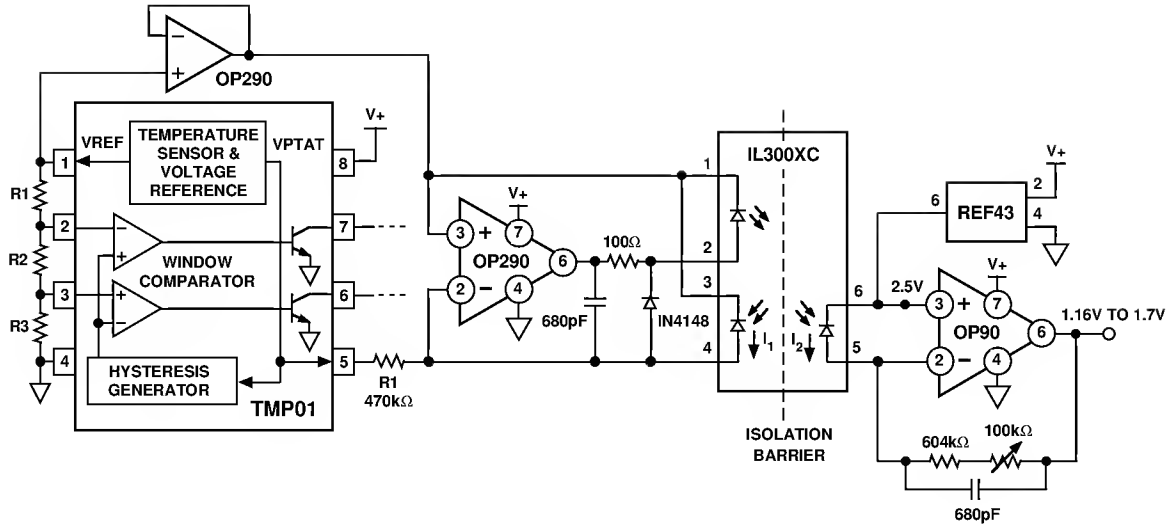 OP290
−
+
VREF
TEMPERATURE
SENSOR &
VOLTAGE
REFERENCE
VPTAT
V+
1
8
R1
2
−
+
7
R2
WINDOW
COMPARATOR
3
+
−
6
R3
4
HYSTERESIS
GENERATOR
5
TMP01
R1
470kΩ
V+
3
+
7
OP290
6
2
−
4
100Ω
680pF
IN4148
IL300XC
1
2
3
4
I1
I2
6
5
ISOLATION
BARRIER
V+
6
REF43
2
4
2.5V
V+
3
+
7
OP90
6
2
−
4
1.16V TO 1.7V
604kΩ
100kΩ
680pF